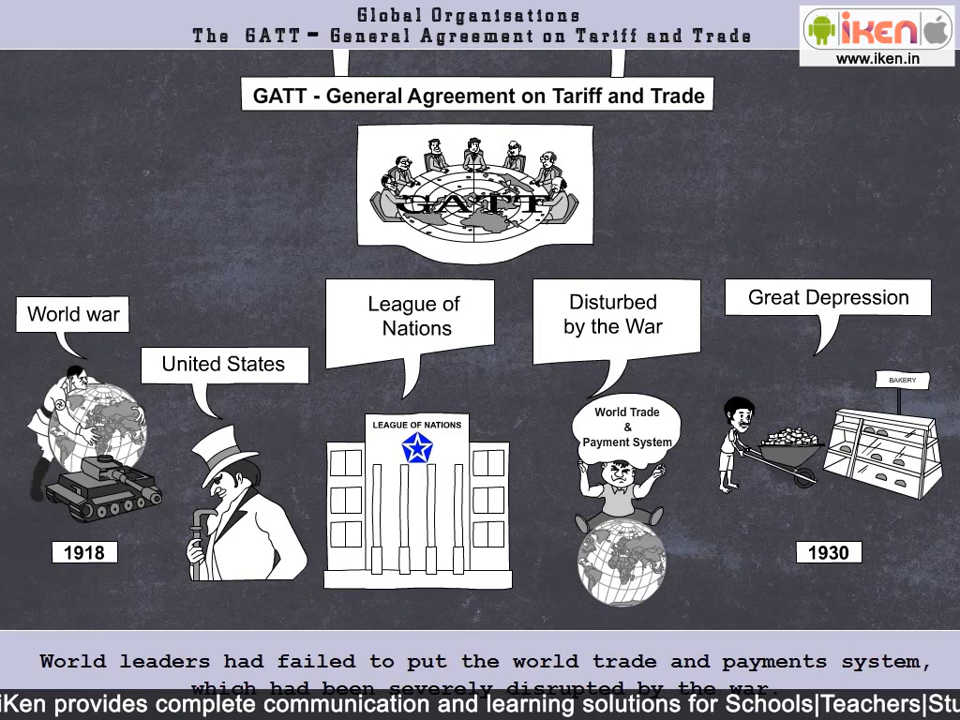 Global Organisations
The GATT - General Agreement on Tariff and Trade
iKEN
www.iken.in
GATT - General Agreement on Tariff and Trade
GATT
World war
United States
League of
Nations
Disturbed
by the War
Great Depression
BAKERY
LEAGUE OF NATIONS
World Trade
&
Payment System
1918
1930
World leaders had failed to put the world trade and payments system,
which had been severely disrupted by the war.
iKen provides complete communication and learning solutions for Schools|Teachers|Stu